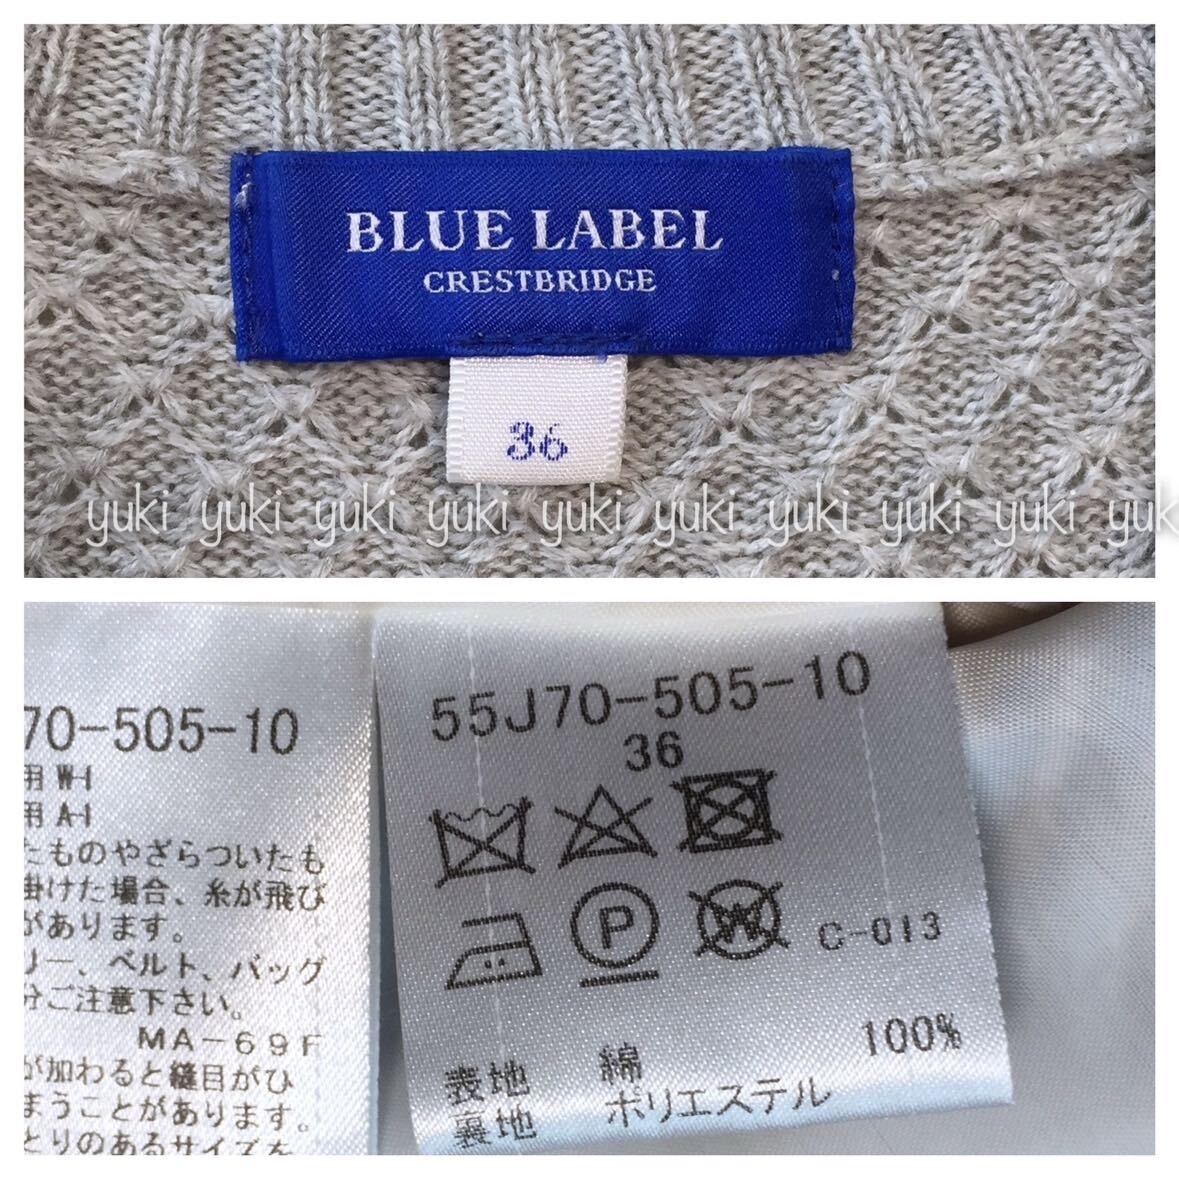 BLUE LABEL
CRESTBRIDGE
36
yuki yuki yuki yuki yuki yuki yuki yuki yuki yuk
70-505-10
用 W-I
用 A-I
たものやざらついたも
掛けた場合、糸が飛び
があります。
リー、ベルト、バッグ
分ご注意下さい。
MA-69F
が加わると縫目がひ
まうことがあります。
とりのあるサイズを
55J70-505-10
36
P
W
C-013
表地 綿 100%
裏地 ポリエステル